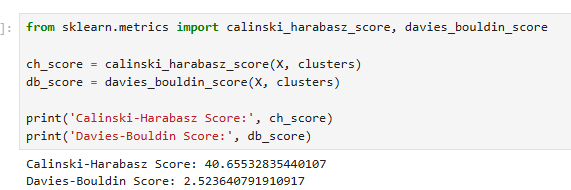 ]:
from sklearn.metrics import calinski_harabasz_score, davies_bouldin_score
ch_score = calinski_harabasz_score(X, clusters)
db_score = davies_bouldin_score(X, clusters)
print('Calinski-Harabasz Score:', ch_score)
print('Davies-Bouldin Score:', db_score)
Calinski-Harabasz Score: 40.65532835440107
Davies-Bouldin Score: 2.523640791910917